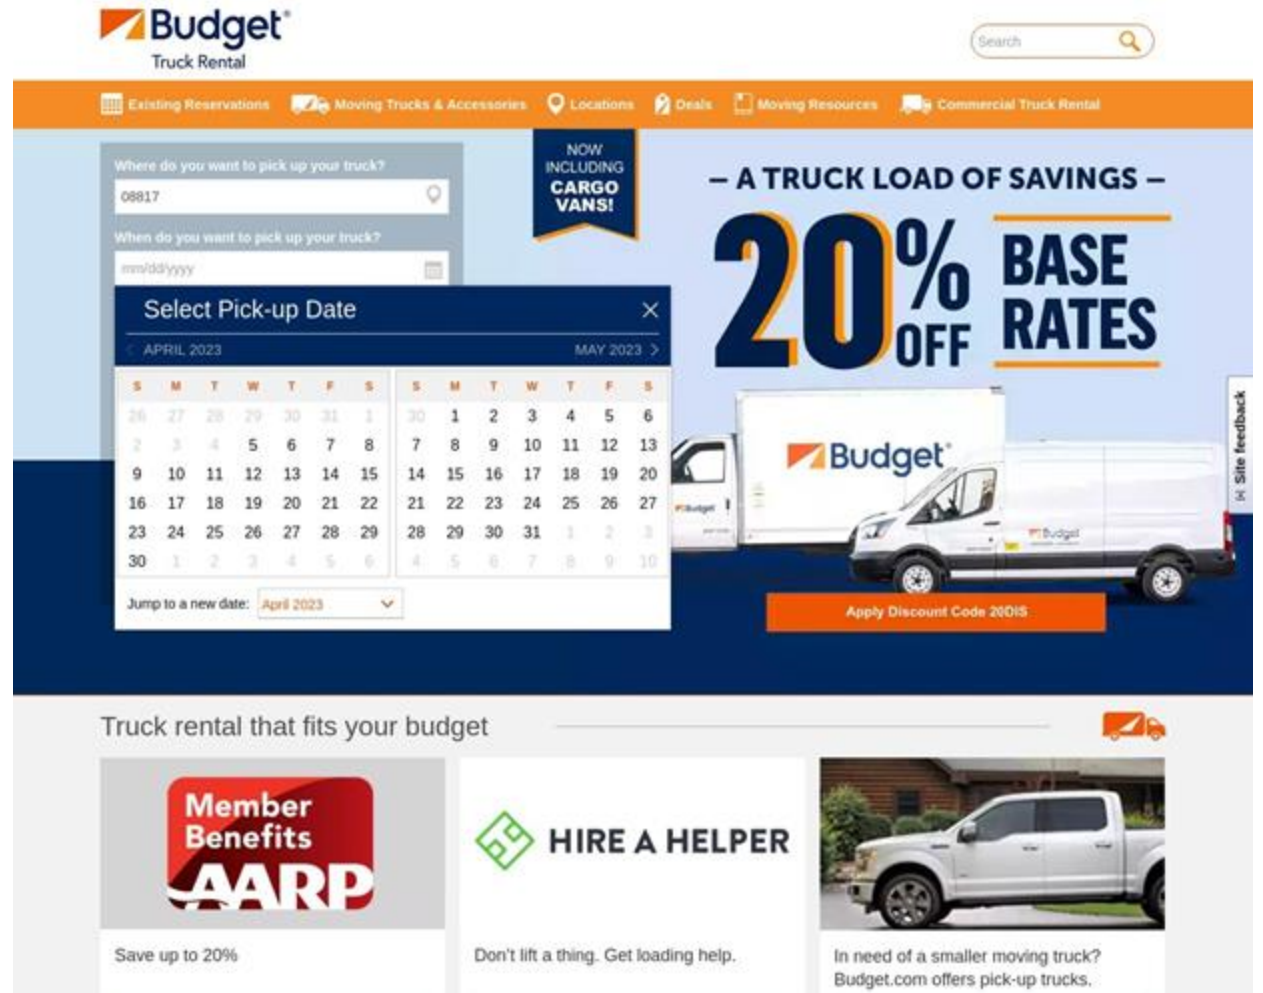 Budget®
Truck Rental
Search
Existing Reservations
Moving Trucks & Accessories
Locations
Deals
Moving Resources
Commercial Truck Rental
Where do you want to pick up your truck?
08817
When do you want to pick up your truck?
mm/dd/yyyy
Select Pick-up Date
APRIL 2023
MAY 2023
S M T W T F S
26 27 28 29 30 31 1
2 3 4 5 6 7 8
9 10 11 12 13 14 15
16 17 18 19 20 21 22
23 24 25 26 27 28 29
30 1 2 3 4 5 6
S M T W T F S
30 1 2 3 4 5 6
7 8 9 10 11 12 13
14 15 16 17 18 19 20
21 22 23 24 25 26 27
28 29 30 31 1 2 3
4 5 6 7 8 9 10
Jump to a new date: April 2023
NOW
INCLUDING
CARGO
VANS!
– A TRUCK LOAD OF SAVINGS –
20% OFF
BASE
RATES
Budget®
Budget
Budget
Apply Discount Code 20DIS
Site feedback
Truck rental that fits your budget
Member
Benefits
AARP
Save up to 20%
HIRE A HELPER
Don't lift a thing. Get loading help.
In need of a smaller moving truck?
Budget.com offers pick-up trucks.